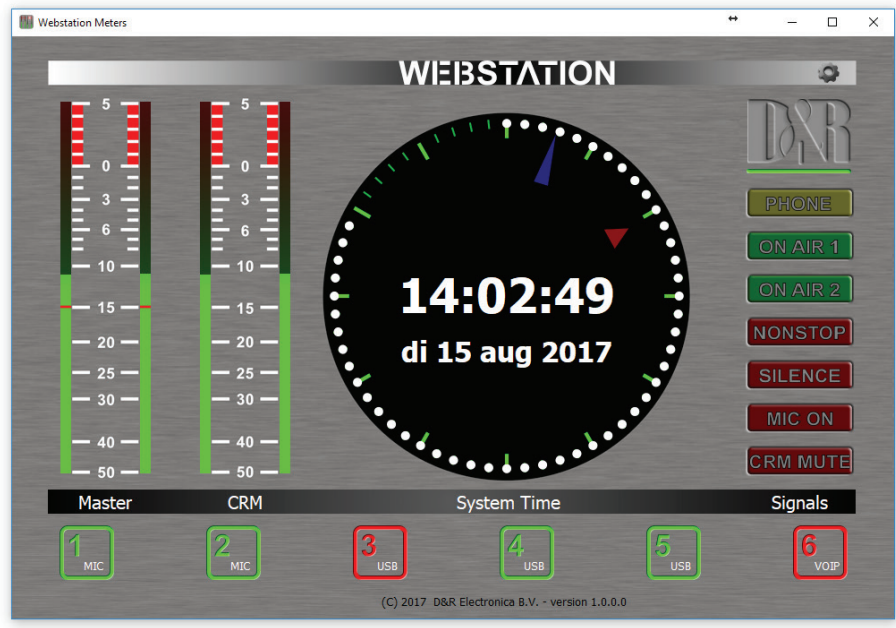 Webstation Meters
WEBSTATION
5 5
0 0
3 3
6 6
10 10
15 15
20 20
25 25
30 30
40 40
50 50
14:02:49
di 15 aug 2017
D&R
PHONE
ON AIR 1
ON AIR 2
NONSTOP
SILENCE
MIC ON
CRM MUTE
Master CRM System Time Signals
1 MIC
2 MIC
3 USB
4 USB
5 USB
6 VOIP
(C) 2017 D&R Electronica B.V. - version 1.0.0.0